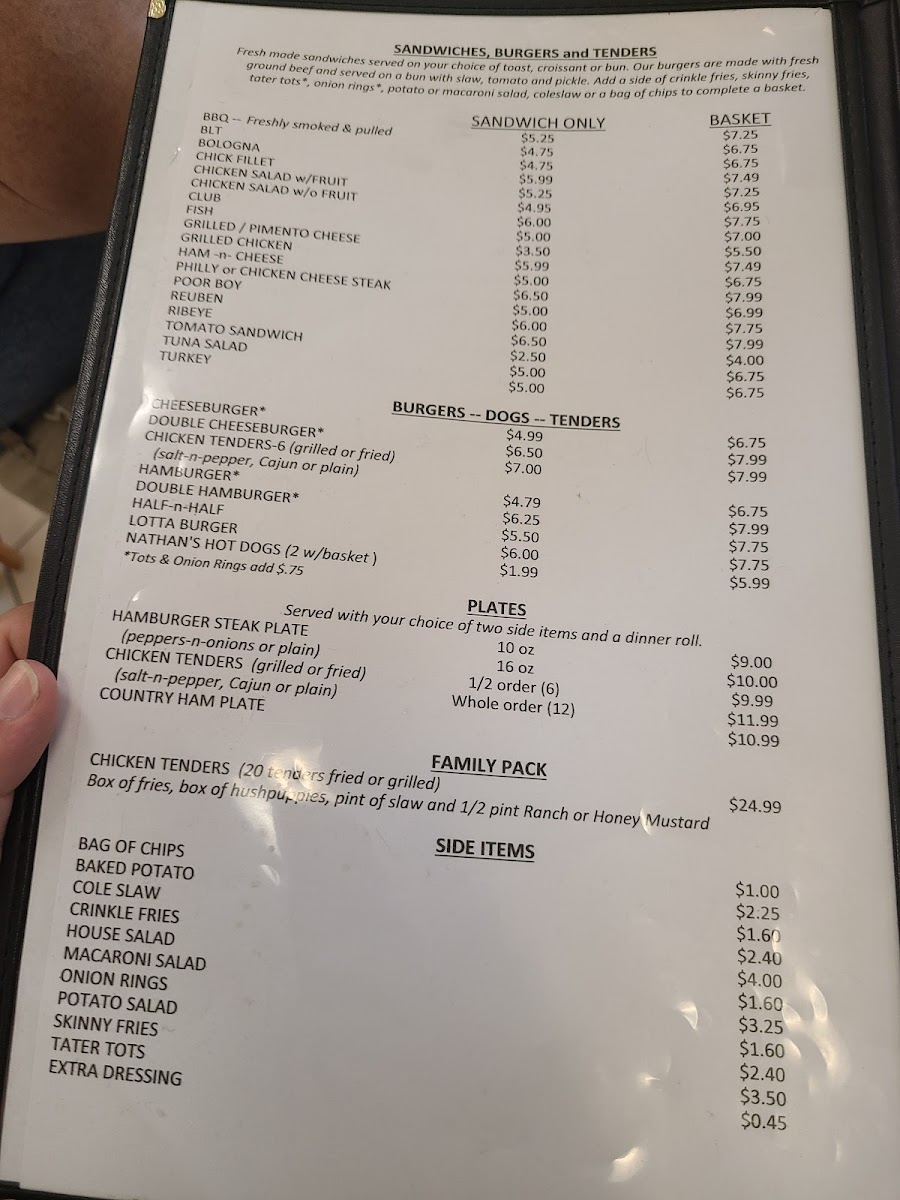 SANDWICHES, BURGERS and TENDERS
Fresh made sandwiches served on your choice of toast, croissant or bun. Our burgers are made with fresh
ground beef and served on a bun with slaw, tomato and pickle. Add a side of crinkle fries, skinny fries,
tater tots*, onion rings*, potato or macaroni salad, coleslaw or a bag of chips to complete a basket.
SANDWICH ONLY BASKET
BBQ -- Freshly smoked & pulled $5.25 $7.25
BLT $4.75 $6.75
BOLOGNA $4.75 $6.75
CHICK FILLET $5.99 $7.49
CHICKEN SALAD w/FRUIT $5.25 $7.25
CHICKEN SALAD w/o FRUIT $4.95 $6.95
CLUB $6.00 $7.75
FISH $5.00 $7.00
GRILLED / PIMENTO CHEESE $3.50 $5.50
GRILLED CHICKEN $5.99 $7.49
HAM -n- CHEESE $5.00 $6.75
PHILLY or CHICKEN CHEESE STEAK $6.50 $7.99
POOR BOY $5.00 $6.99
REUBEN $6.00 $7.75
RIBEYE $6.50 $7.99
TOMATO SANDWICH $2.50 $4.00
TUNA SALAD $5.00 $6.75
TURKEY $5.00 $6.75
BURGERS -- DOGS -- TENDERS
CHEESEBURGER* $4.99 $6.75
DOUBLE CHEESEBURGER* $6.50 $7.99
CHICKEN TENDERS-6 (grilled or fried) $7.00 $7.99
(salt-n-pepper, Cajun or plain)
HAMBURGER* $4.79 $6.75
DOUBLE HAMBURGER* $6.25 $7.99
HALF-n-HALF $5.50 $7.75
LOTTA BURGER $6.00 $7.75
NATHAN'S HOT DOGS (2 w/basket ) $1.99 $5.99
*Tots & Onion Rings add $.75
PLATES
Served with your choice of two side items and a dinner roll.
HAMBURGER STEAK PLATE 10 oz $9.00
(peppers-n-onions or plain) 16 oz $10.00
CHICKEN TENDERS (grilled or fried) 1/2 order (6) $9.99
(salt-n-pepper, Cajun or plain) Whole order (12) $11.99
COUNTRY HAM PLATE $10.99
FAMILY PACK
CHICKEN TENDERS (20 tenders fried or grilled) $24.99
Box of fries, box of hushpuppies, pint of slaw and 1/2 pint Ranch or Honey Mustard
SIDE ITEMS
BAG OF CHIPS $1.00
BAKED POTATO $2.25
COLE SLAW $1.60
CRINKLE FRIES $2.40
HOUSE SALAD $4.00
MACARONI SALAD $1.60
ONION RINGS $3.25
POTATO SALAD $1.60
SKINNY FRIES $2.40
TATER TOTS $3.50
EXTRA DRESSING $0.45